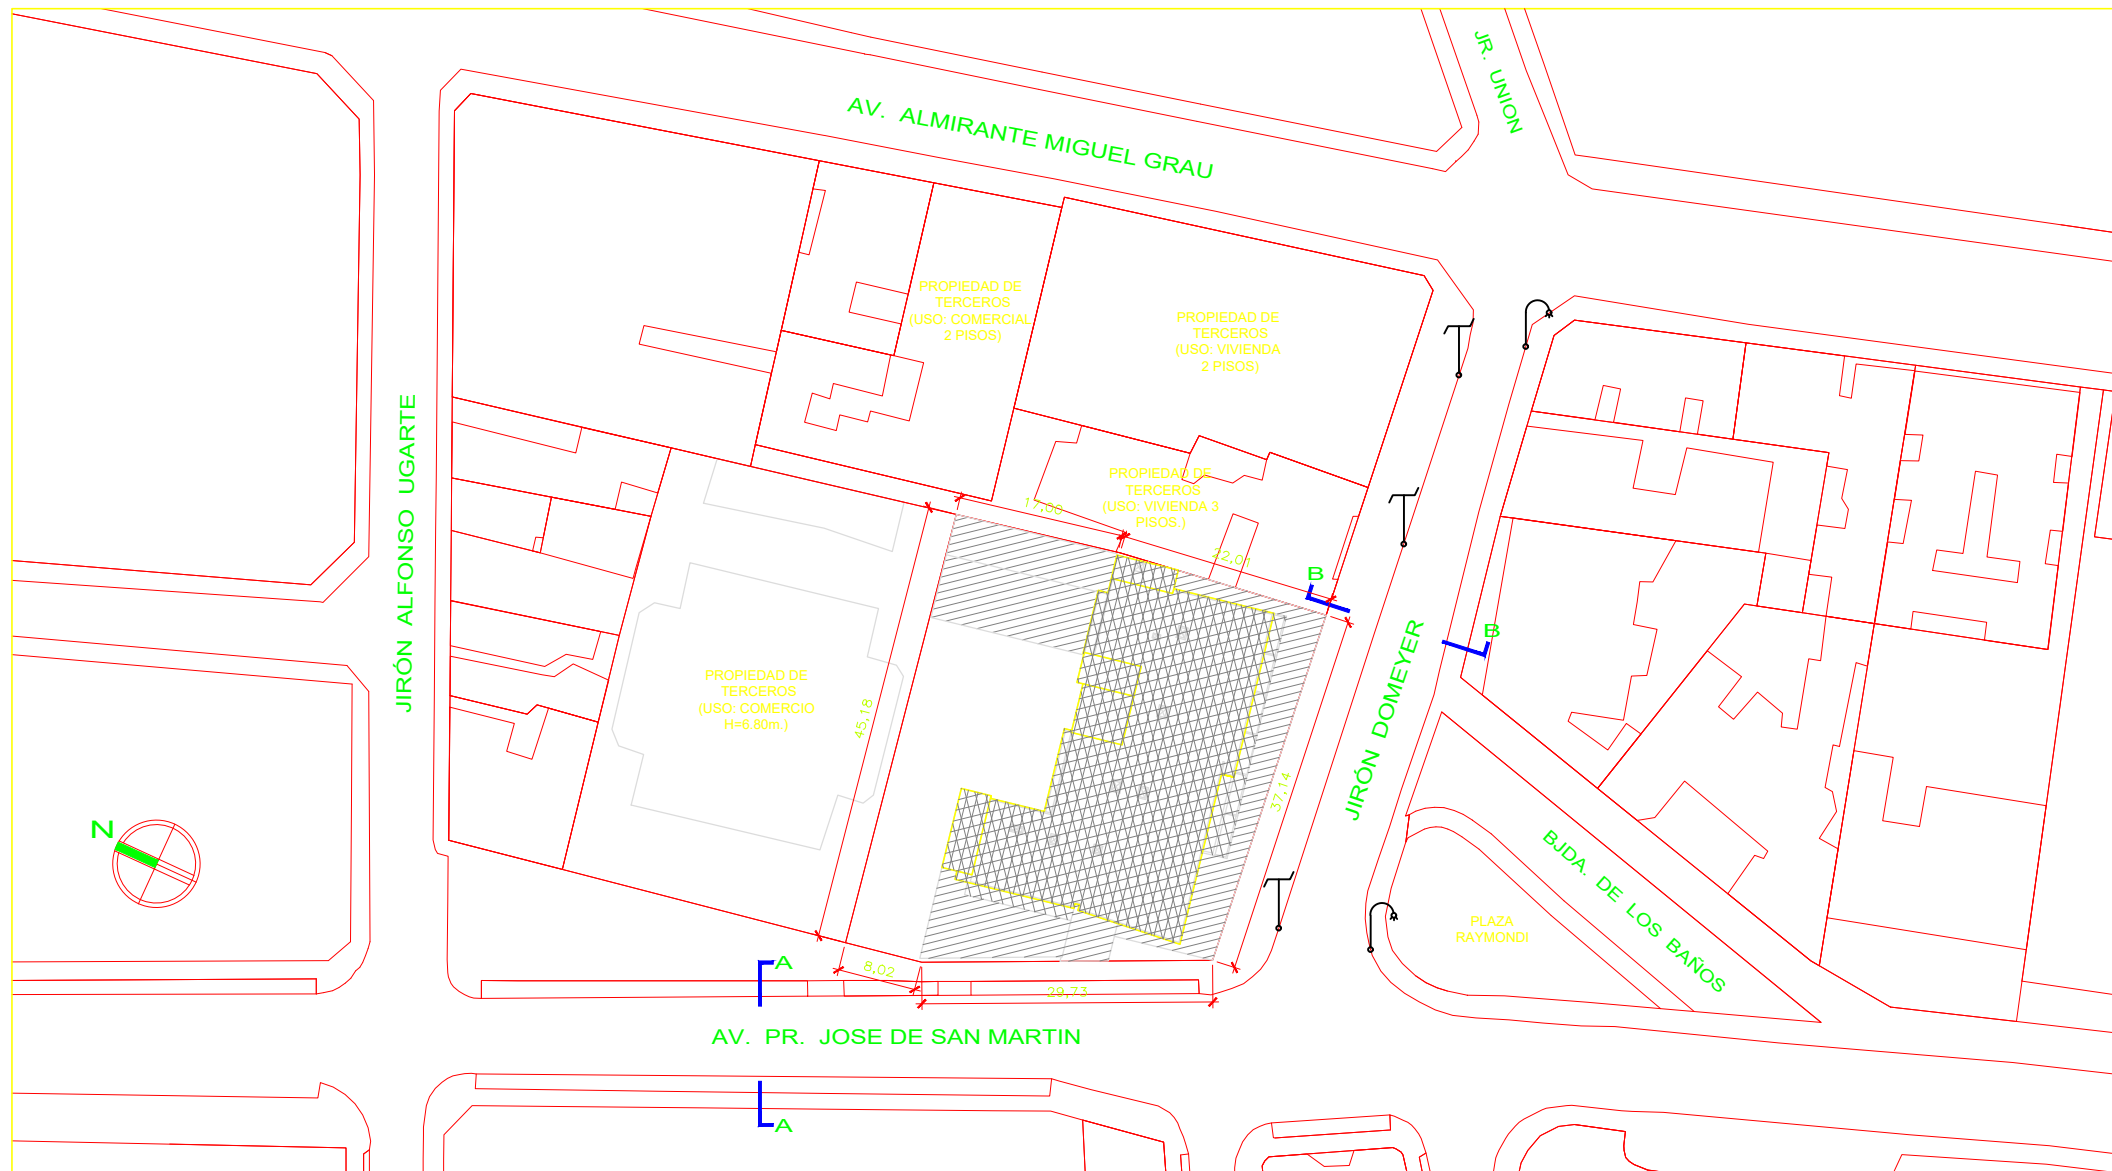 JR. UNION
AV. ALMIRANTE MIGUEL GRAU
PROPIEDAD DE
TERCEROS
(USO: COMERCIAL
2 PISOS)
PROPIEDAD DE
TERCEROS
(USO: VIVIENDA
2 PISOS)
JIRÓN ALFONSO UGARTE
PROPIEDAD DE
TERCEROS
(USO: VIVIENDA 3
PISOS.)
17,00
B
B
PROPIEDAD DE
TERCEROS
(USO: COMERCIO
H=6.80m.)
45,18
37,14
JIRÓN DOMEYER
N
BJDA. DE LOS BAÑOS
PLAZA
RAYMONDI
A
8,02
29,73
AV. PR. JOSE DE SAN MARTIN
A